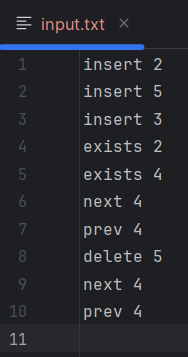 input.txt
1 insert 2
2 insert 5
3 insert 3
4 exists 2
5 exists 4
6 next 4
7 prev 4
8 delete 5
9 next 4
10 prev 4
11